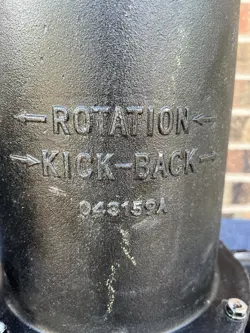 ← ROTATION ←
→ KICK-BACK →
043159A